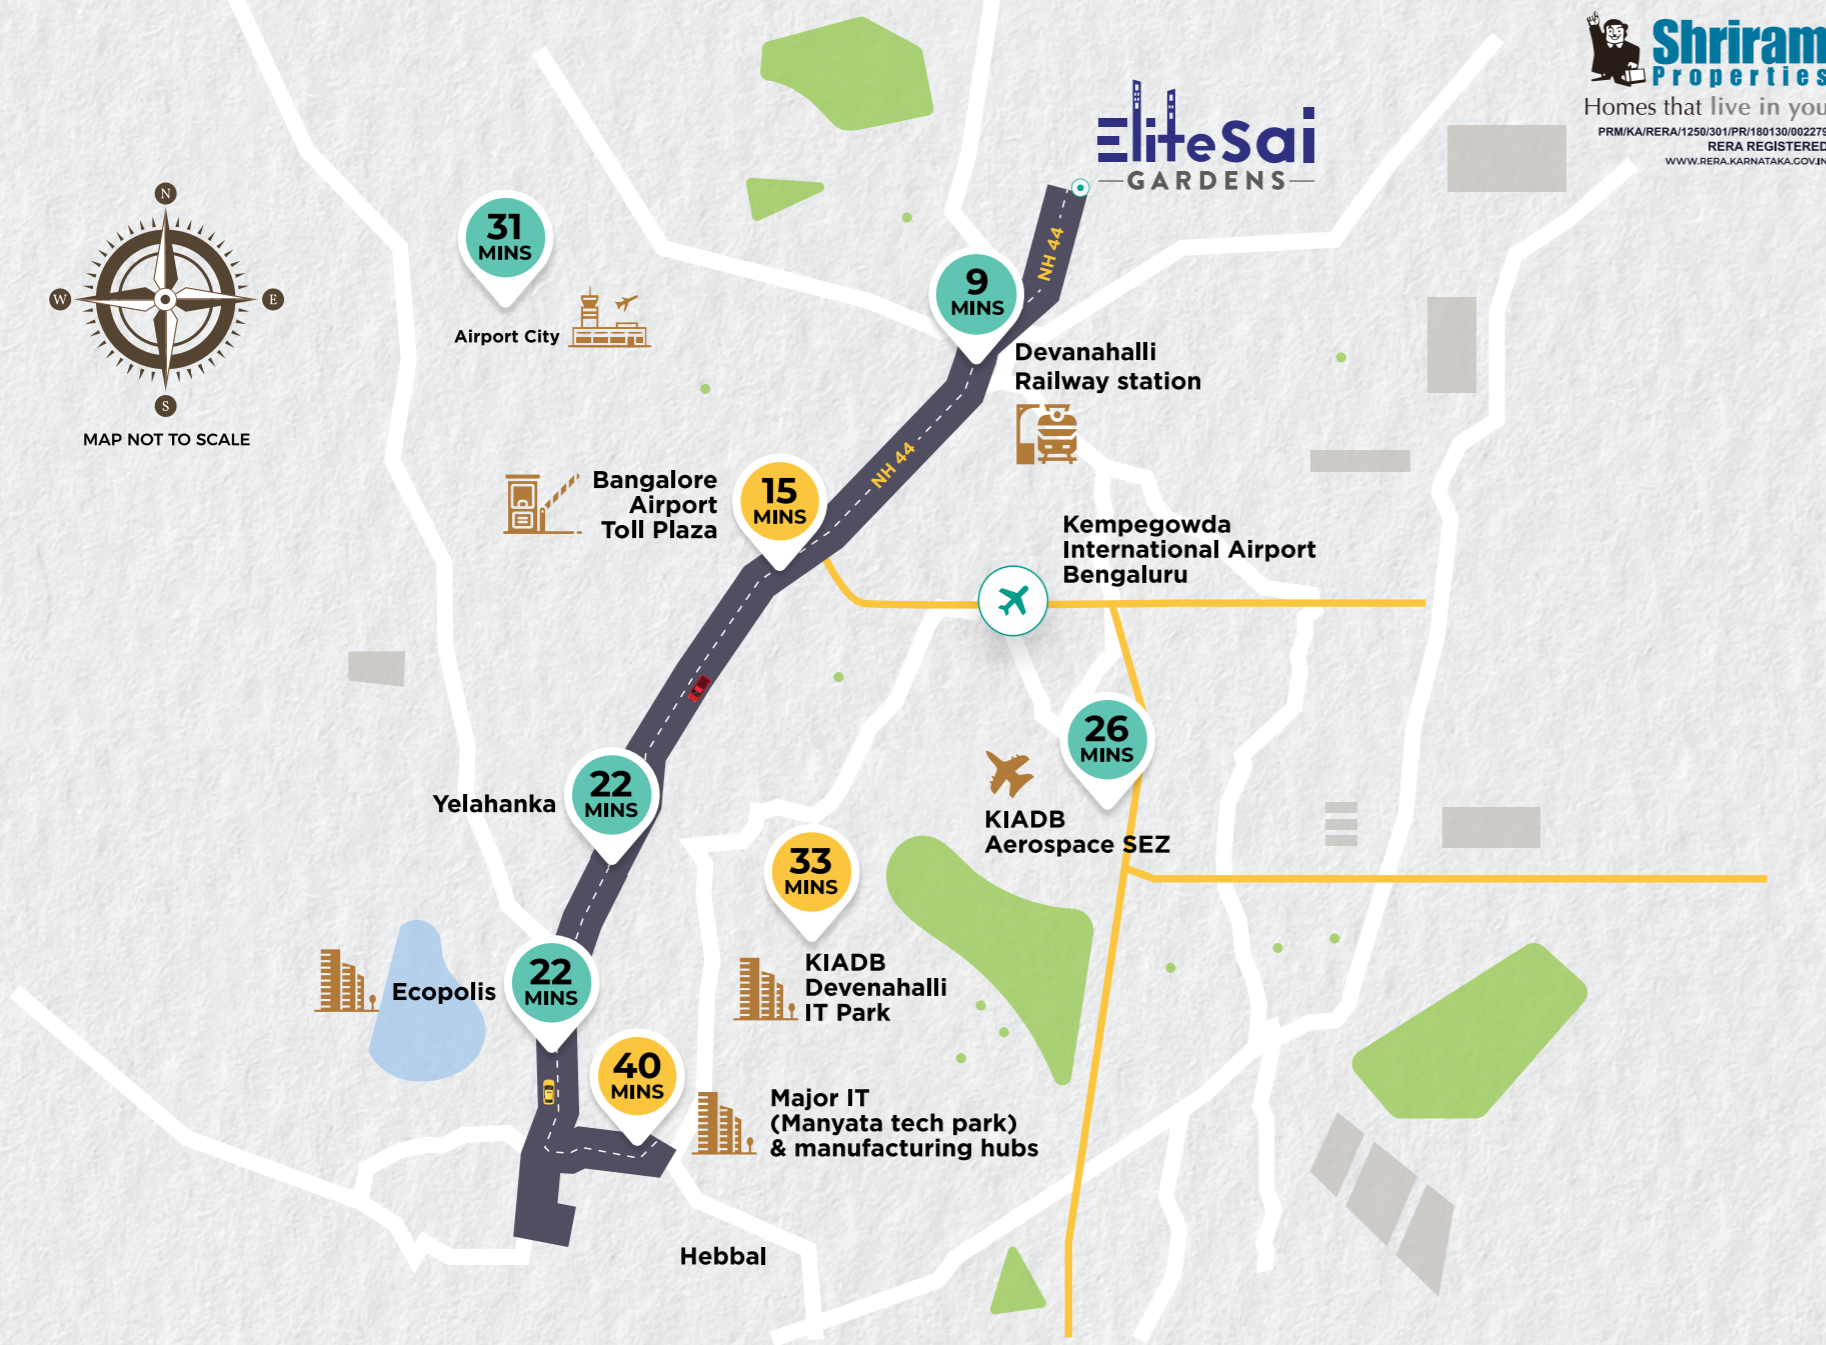 Shriram
Properties
Homes that live in you
PRM/KA/RERA/1250/301/PR/180130/002279
RERA REGISTERED
WWW.RERA.KARNATAKA.GOV.IN
EliteSai
GARDENS
N
W
E
S
MAP NOT TO SCALE
31
MINS
Airport City
NH 44
9
MINS
Devanahalli
Railway station
NH 44
Bangalore
Airport
Toll Plaza
15
MINS
Kempegowda
International Airport
Bengaluru
26
MINS
KIADB
Aerospace SEZ
Yelahanka
22
MINS
33
MINS
KIADB
Devenahalli
IT Park
Ecopolis
22
MINS
40
MINS
Major IT
(Manyata tech park)
& manufacturing hubs
Hebbal